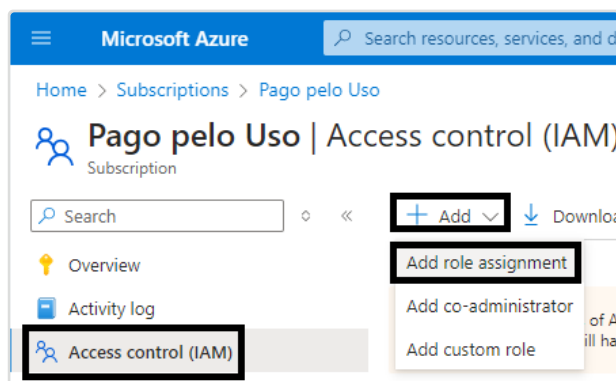 Microsoft Azure
Search resources, services, and
Home > Subscriptions > Pago pelo Uso
Pago pelo Uso | Access control (IAM)
Subscription
Search
Add
Overview
Add role assignment
Activity log
Add co-administrator
of
Access control (IAM)
Add custom role